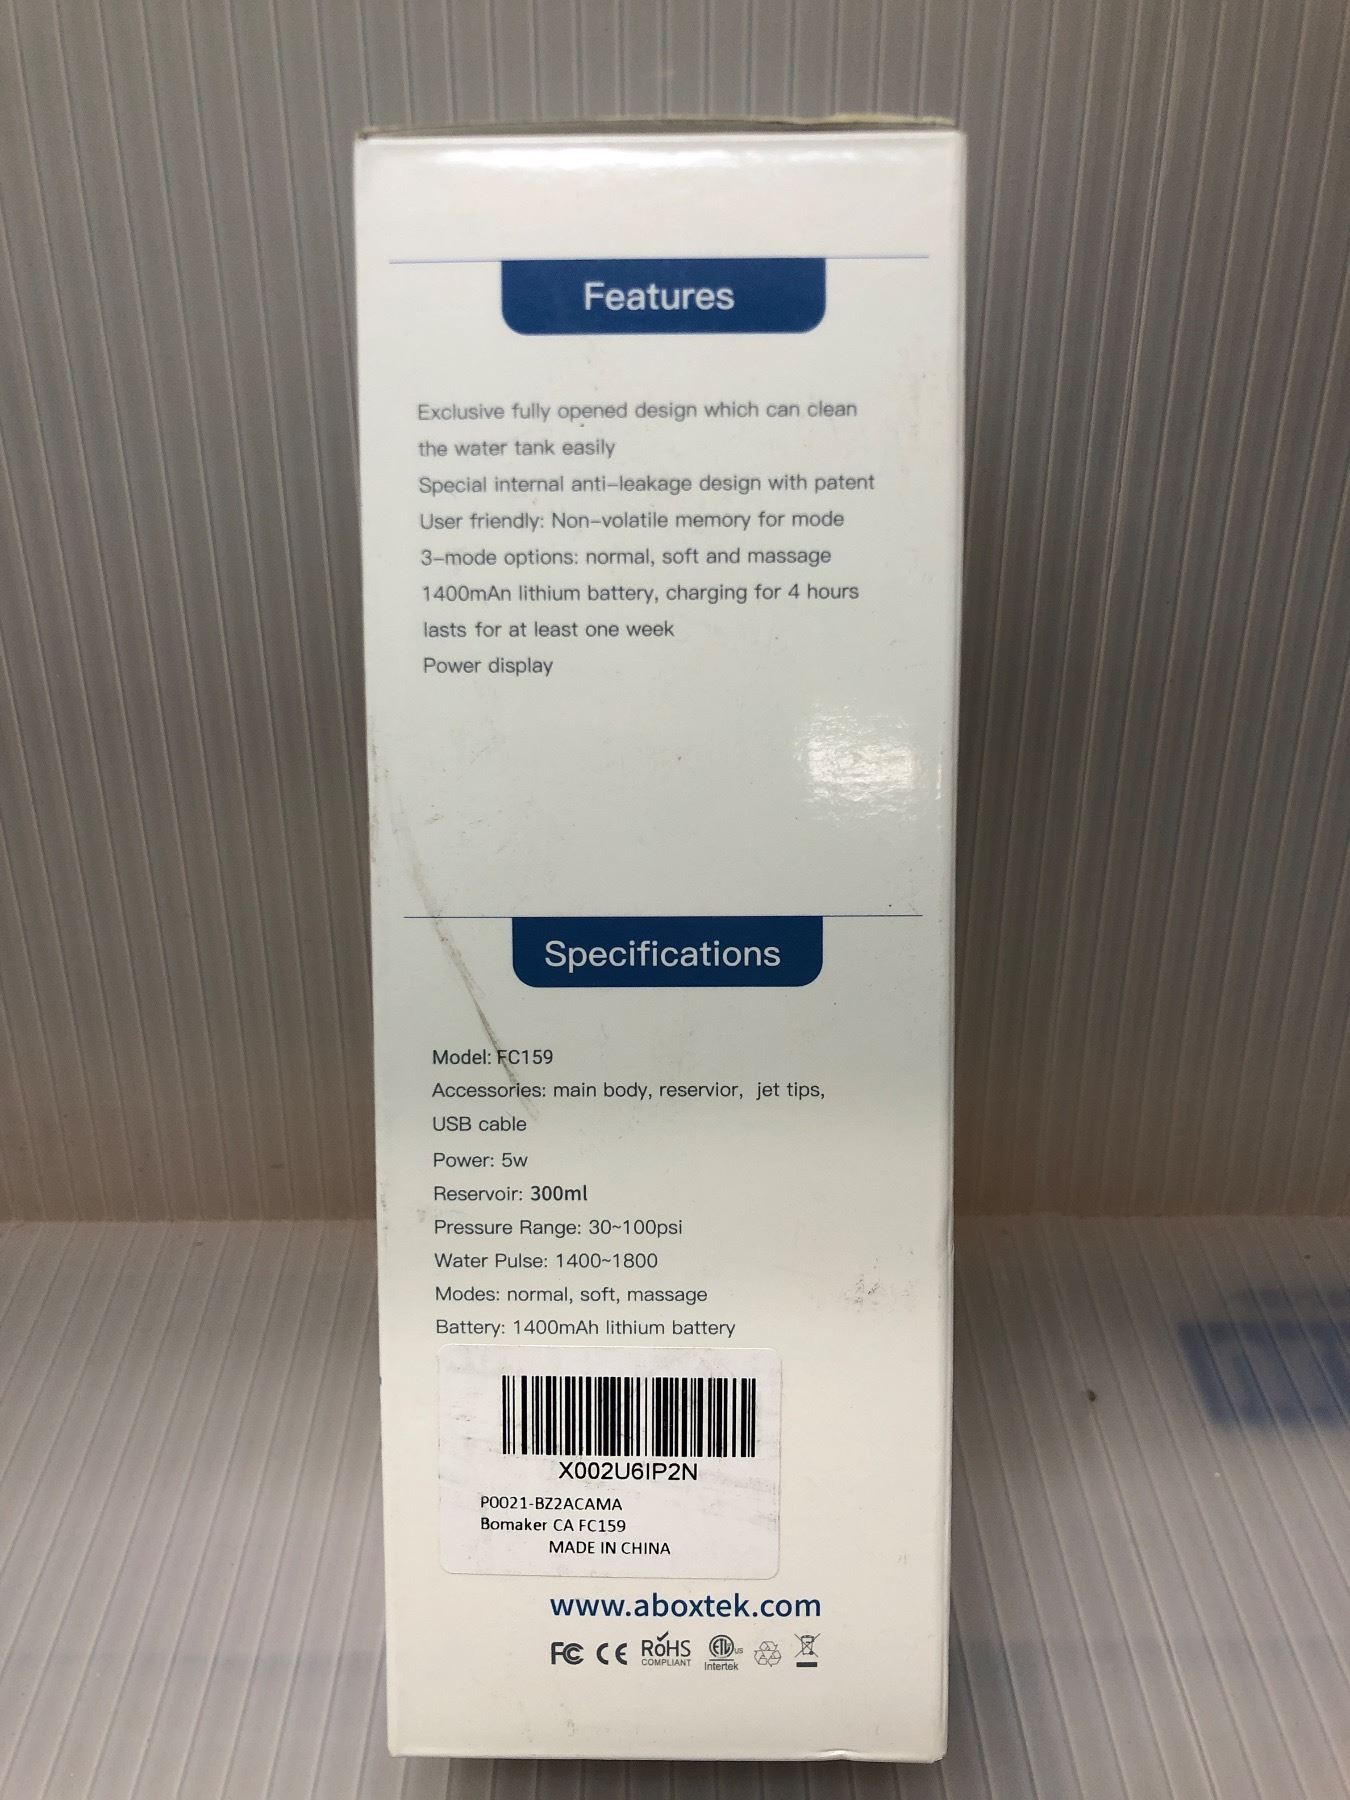 Features
Exclusive fully opened design which can clean
the water tank easily
Special internal anti-leakage design with patent
User friendly: Non-volatile memory for mode
3-mode options: normal, soft and massage
1400mAn lithium battery, charging for 4 hours
lasts for at least one week
Power display
Specifications
Model: FC159
Accessories: main body, reservior, jet tips,
USB cable
Power: 5w
Reservoir: 300ml
Pressure Range: 30~100psi
Water Pulse: 1400~1800
Modes: normal, soft, massage
Battery: 1400mAh lithium battery
X002U6IP2N
P0021-BZ2ACAMA
Bomaker CA FC159
MADE IN CHINA
www.aboxtek.com
FC CE RoHS COMPLIANT ETL us Intertek